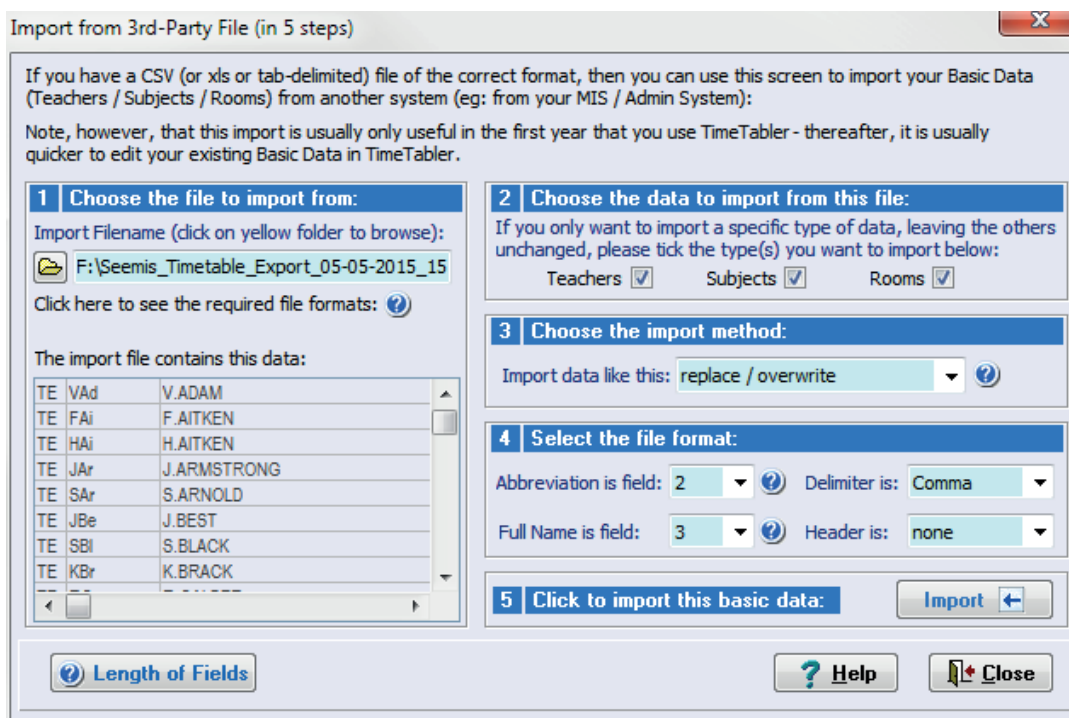 Import from 3rd-Party File (in 5 steps)
If you have a CSV (or xls or tab-delimited) file of the correct format, then you can use this screen to import your Basic Data
(Teachers / Subjects / Rooms) from another system (eg: from your MIS / Admin System):
Note, however, that this import is usually only useful in the first year that you use TimeTabler - thereafter, it is usually
quicker to edit your existing Basic Data in TimeTabler.
1 Choose the file to import from:
Import Filename (click on yellow folder to browse):
F:\Seemis_Timetable_Export_05-05-2015_15
Click here to see the required file formats: ?
The import file contains this data:
TE VAd V.ADAM
TE FAi F.AITKEN
TE HAi H.AITKEN
TE JAr J.ARMSTRONG
TE SAr S.ARNOLD
TE JBe J.BEST
TE SBl S.BLACK
TE KBr K.BRACK
2 Choose the data to import from this file:
If you only want to import a specific type of data, leaving the others
unchanged, please tick the type(s) you want to import below:
Teachers Subjects Rooms
3 Choose the import method:
Import data like this: replace / overwrite ?
4 Select the file format:
Abbreviation is field: 2 ? Delimiter is: Comma
Full Name is field: 3 ? Header is: none
5 Click to import this basic data: Import
? Length of Fields
? Help
Close